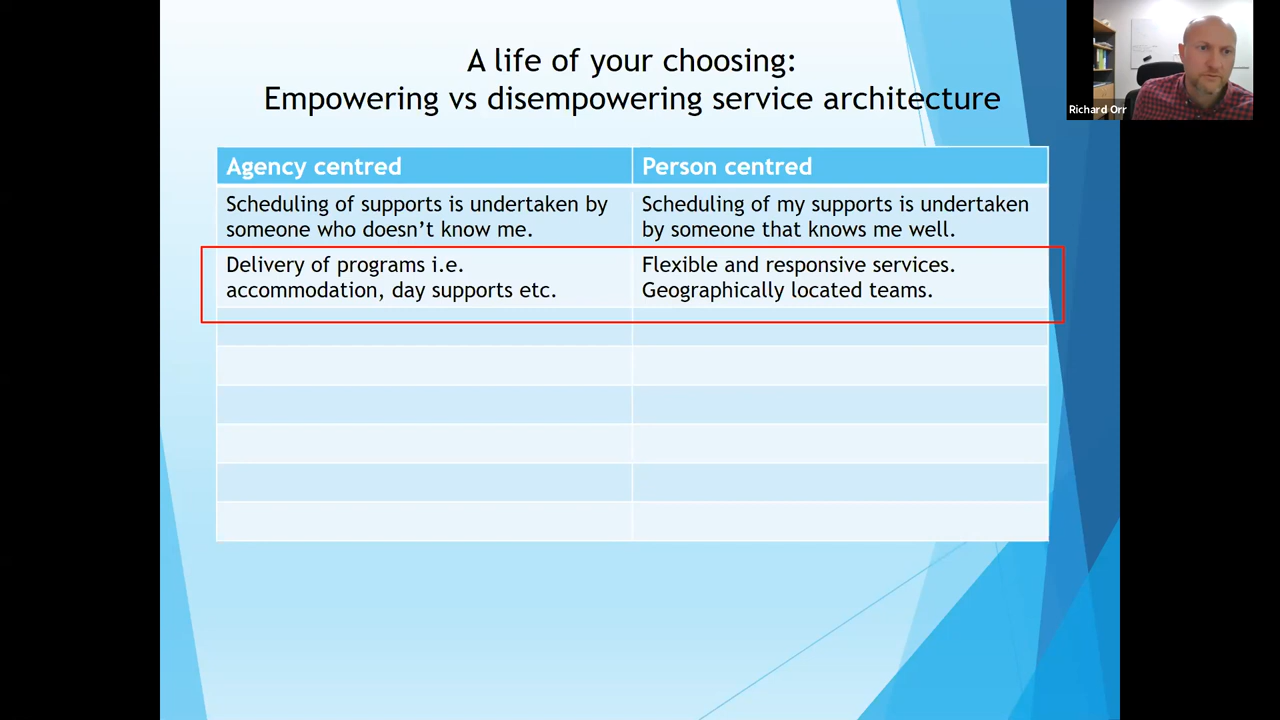 A life of your choosing:
Empowering vs disempowering service architecture
Richard Orr
Agency centred
Person centred
Scheduling of supports is undertaken by
someone who doesn’t know me.
Scheduling of my supports is undertaken
by someone that knows me well.
Delivery of programs i.e.
accommodation, day supports etc.
Flexible and responsive services.
Geographically located teams.